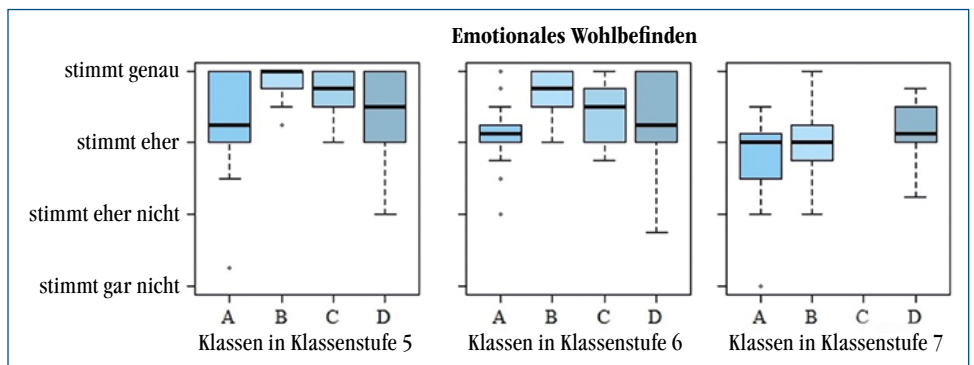 Emotionales Wohlbefinden
stimmt genau
stimmt eher
stimmt eher nicht
stimmt gar nicht
A B C D
Klassen in Klassenstufe 5
A B C D
Klassen in Klassenstufe 6
A B C D
Klassen in Klassenstufe 7